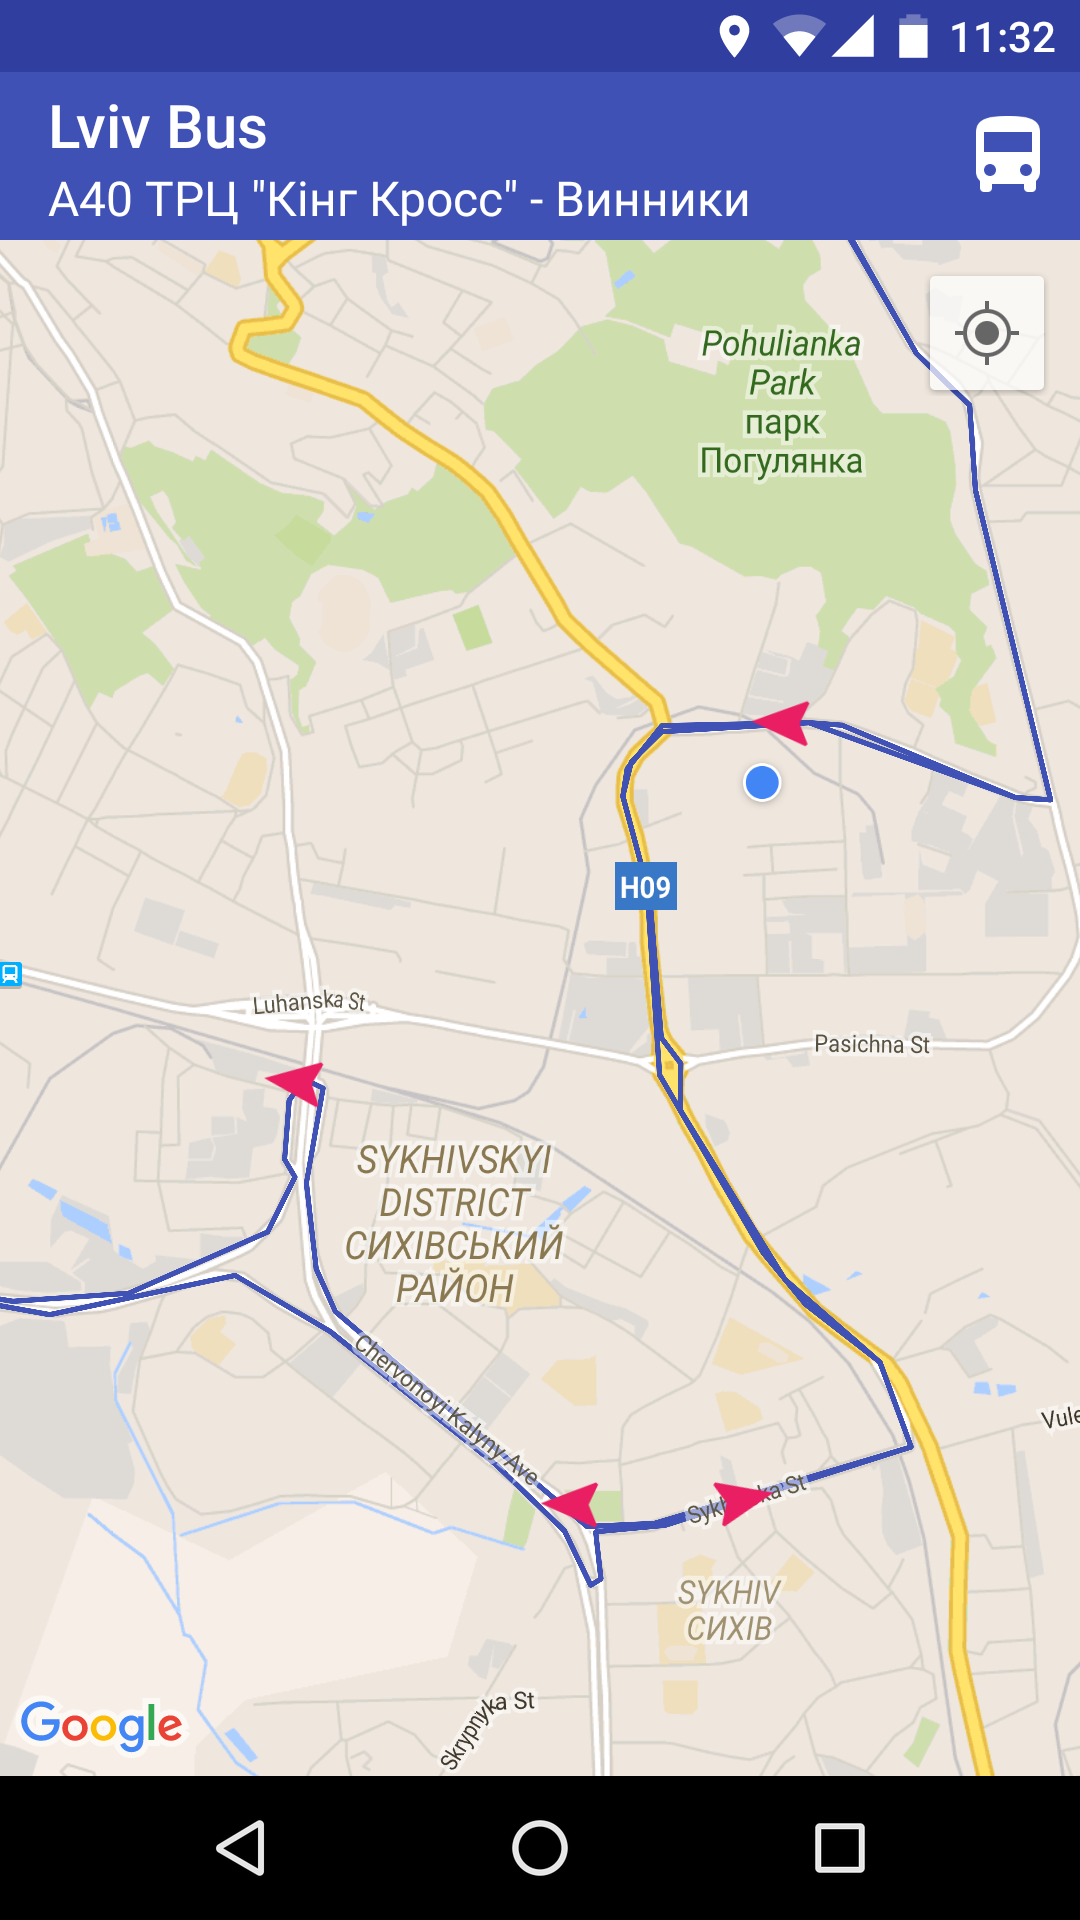 11:32
Lviv Bus
А40 ТРЦ "Кінг Кросс" - Винники
Pohulianka
Park
парк
Погулянка
H09
Luhanska St
Pasichna St
SYKHIVSKYI
DISTRICT
СИХІВСЬКИЙ
РАЙОН
Chervonoyi Kalyny Ave
Vule
St
SYKHIV
СИХІВ
Skrypnyka St
Google